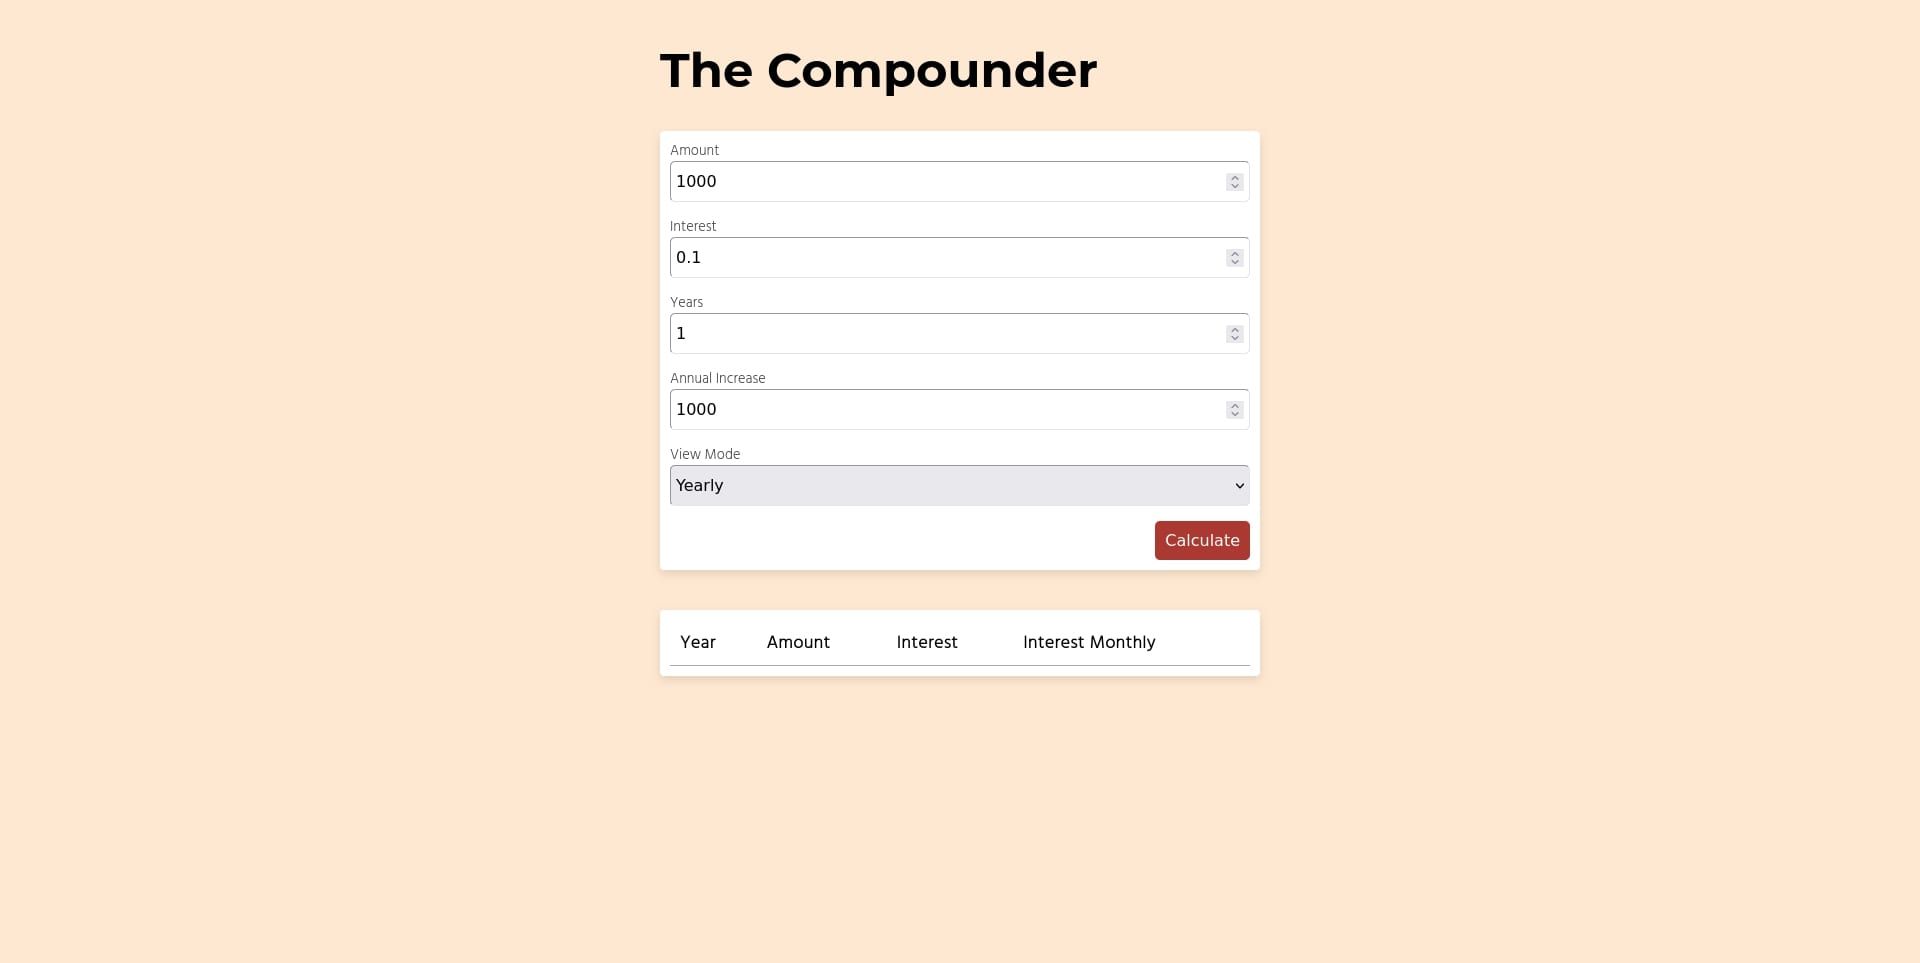 The Compounder
Amount
1000
Interest
0.1
Years
1
Annual Increase
1000
View Mode
Yearly
Calculate
Year Amount Interest Interest Monthly